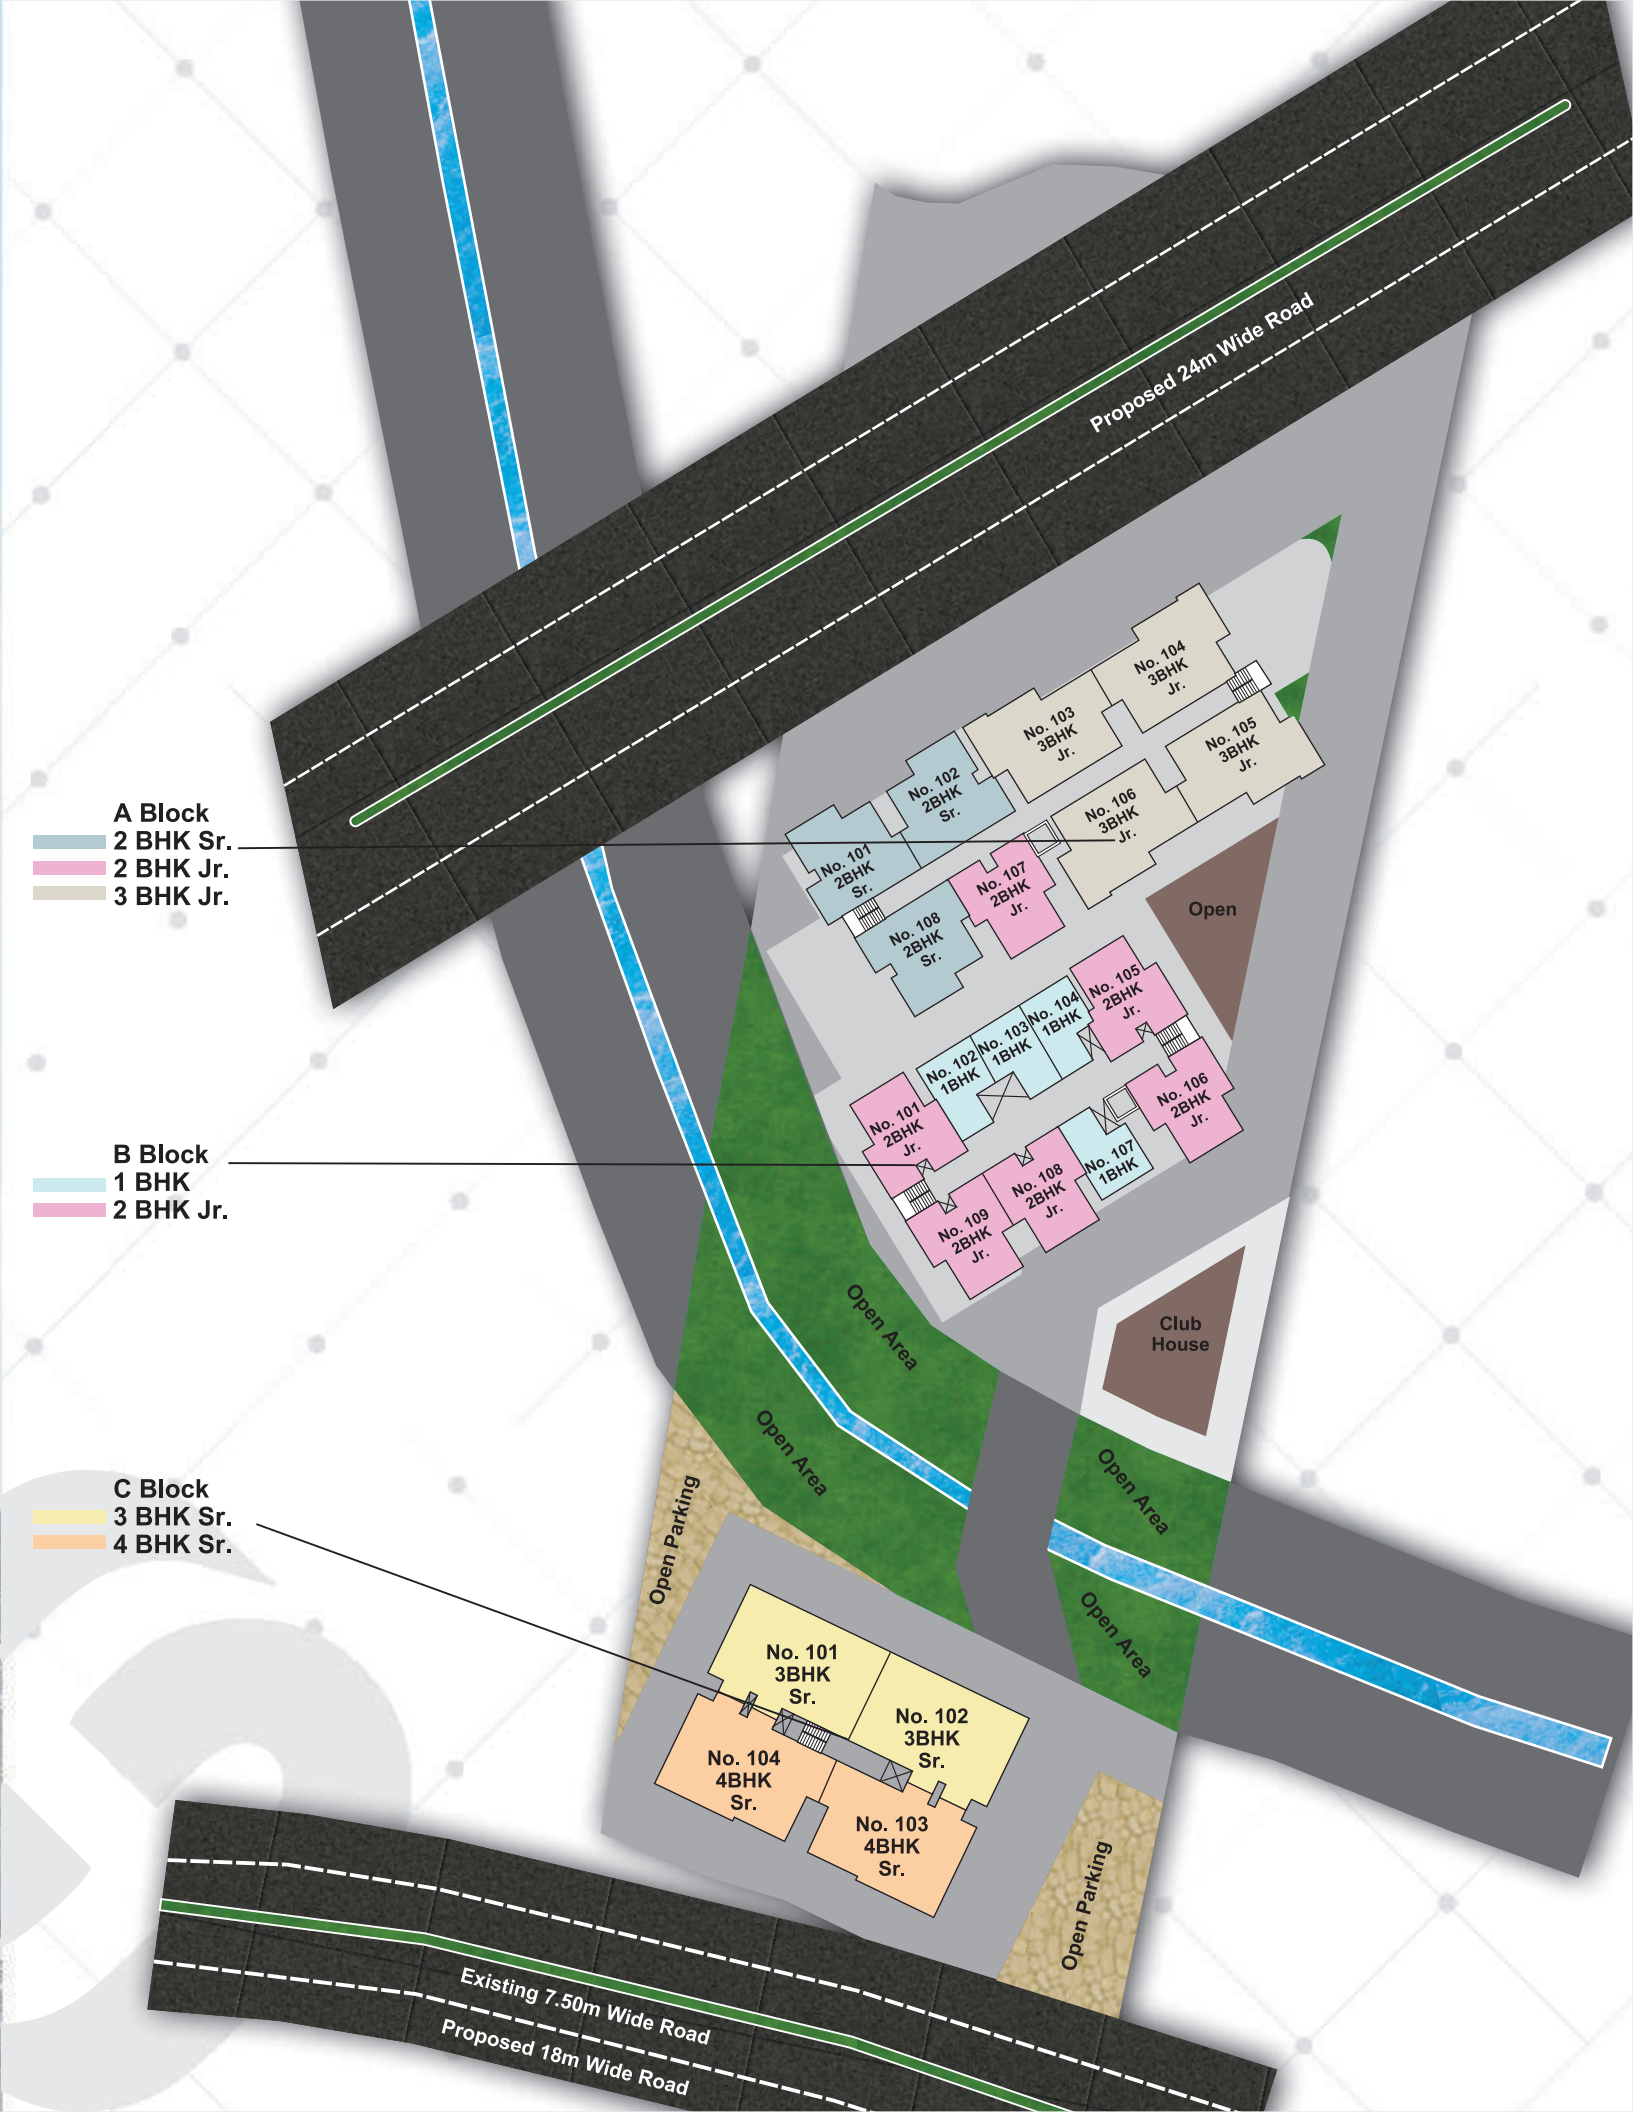 Proposed 24m Wide Road
A Block
2 BHK Sr.
2 BHK Jr.
3 BHK Jr.
No. 104
3BHK
Jr.
No. 103
3BHK
Jr.
No. 105
3BHK
Jr.
No. 102
2BHK
Sr.
No. 106
3BHK
Jr.
No. 101
2BHK
Sr.
No. 107
2BHK
Jr.
No. 108
2BHK
Sr.
Open
B Block
1 BHK
2 BHK Jr.
No. 105
2BHK
Jr.
No. 104
1BHK
No. 103
1BHK
No. 102
1BHK
No. 101
2BHK
Jr.
No. 106
2BHK
Jr.
No. 107
1BHK
No. 108
2BHK
Jr.
No. 109
2BHK
Jr.
Open Area
Club
House
Open Area
Open Area
Open Parking
Open Area
C Block
3 BHK Sr.
4 BHK Sr.
No. 101
3BHK
Sr.
No. 102
3BHK
Sr.
No. 104
4BHK
Sr.
No. 103
4BHK
Sr.
Open Parking
Existing 7.50m Wide Road
Proposed 18m Wide Road